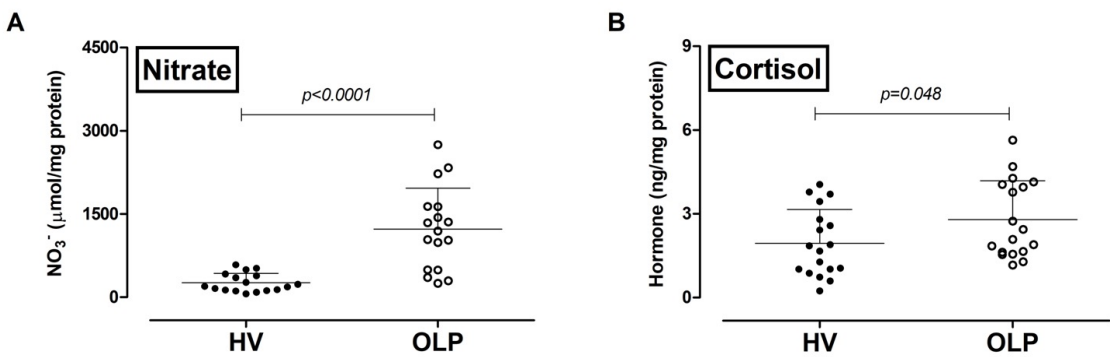 A
Nitrate
p<0.0001
4500
3000
1500
0
NO₃⁻ (μmol/mg protein)
HV
OLP
B
Cortisol
p=0.048
9
6
3
0
Hormone (ng/mg protein)
HV
OLP